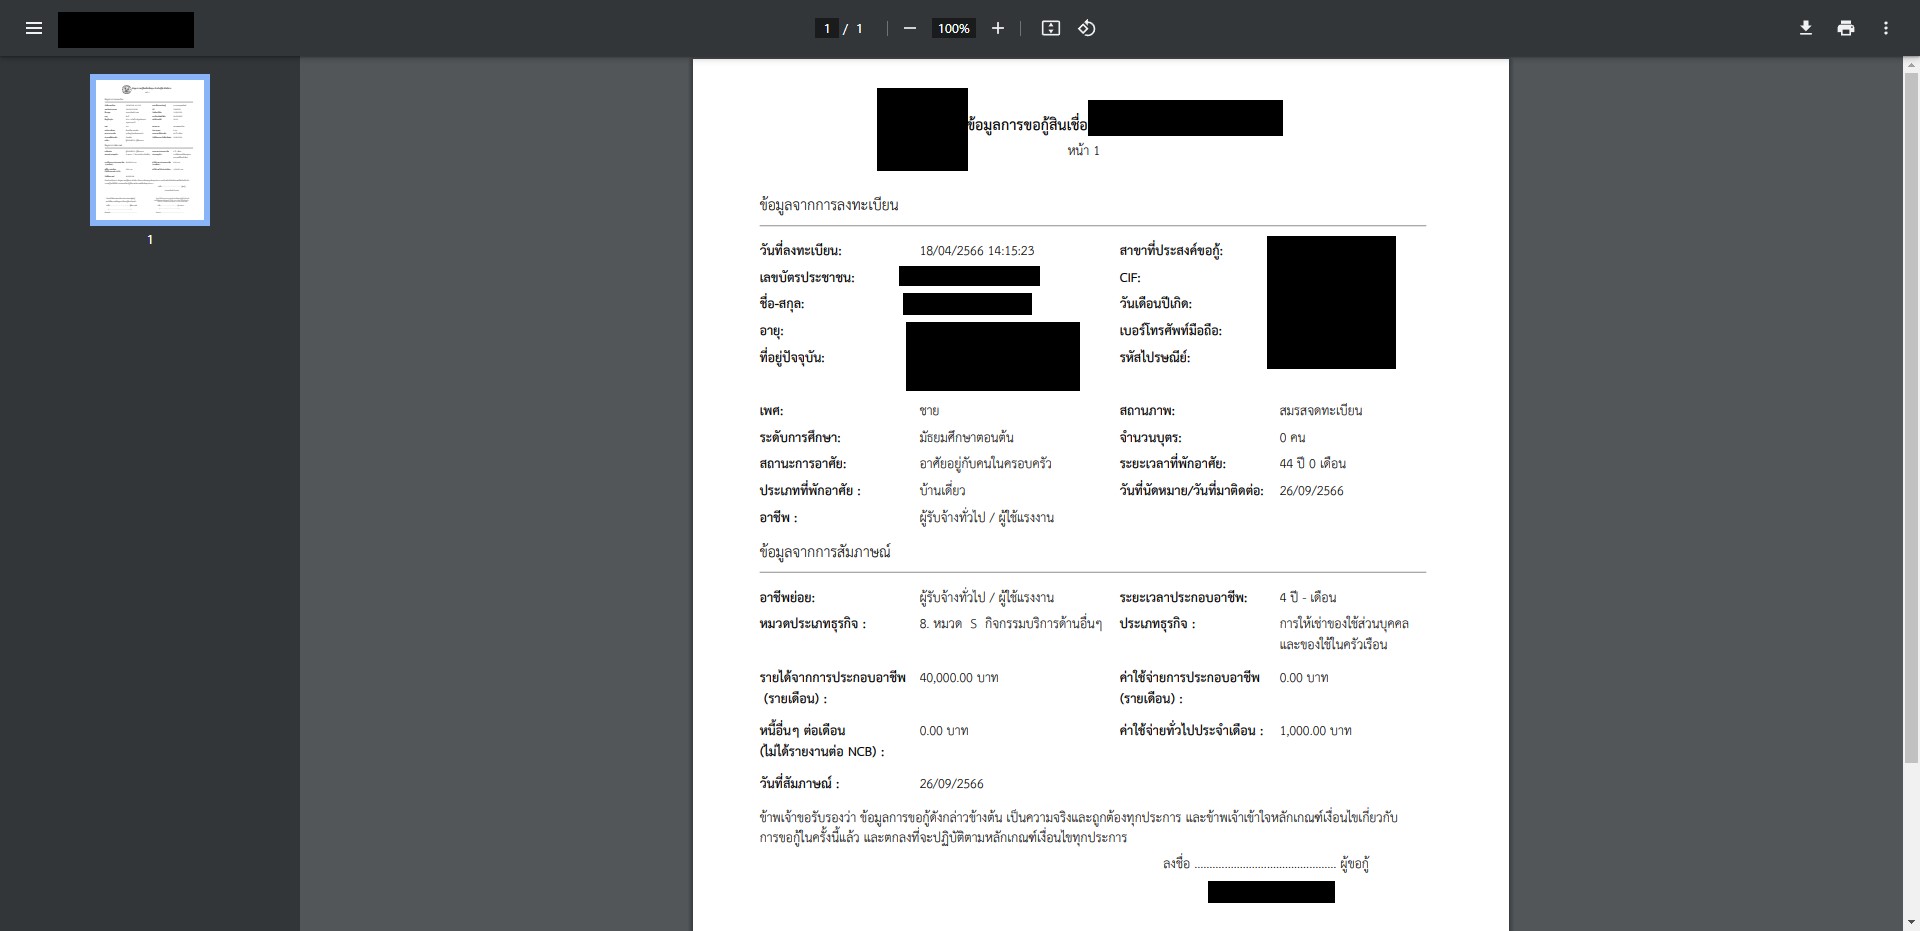 1 / 1
100%
1
ข้อมูลการขอกู้สินเชื่อ
หน้า 1
ข้อมูลจากการลงทะเบียน
วันที่ลงทะเบียน: 18/04/2566 14:15:23 สาขาที่ประสงค์ขอกู้:
เลขบัตรประชาชน: CIF:
ชื่อ-สกุล: วันเดือนปีเกิด:
อายุ: เบอร์โทรศัพท์มือถือ:
ที่อยู่ปัจจุบัน: รหัสไปรษณีย์:
เพศ: ชาย สถานภาพ: สมรสจดทะเบียน
ระดับการศึกษา: มัธยมศึกษาตอนต้น จำนวนบุตร: 0 คน
สถานะการอาศัย: อาศัยอยู่กับคนในครอบครัว ระยะเวลาที่พักอาศัย: 44 ปี 0 เดือน
ประเภทที่พักอาศัย : บ้านเดี่ยว วันที่นัดหมาย/วันที่มาติดต่อ: 26/09/2566
อาชีพ : ผู้รับจ้างทั่วไป / ผู้ใช้แรงงาน
ข้อมูลจากการสัมภาษณ์
อาชีพย่อย: ผู้รับจ้างทั่วไป / ผู้ใช้แรงงาน ระยะเวลาประกอบอาชีพ: 4 ปี - เดือน
หมวดประเภทธุรกิจ : 8. หมวด S กิจกรรมบริการด้านอื่นๆ ประเภทธุรกิจ : การให้เช่าของใช้ส่วนบุคคล
และของใช้ในครัวเรือน
รายได้จากการประกอบอาชีพ 40,000.00 บาท ค่าใช้จ่ายการประกอบอาชีพ 0.00 บาท
(รายเดือน) : (รายเดือน) :
หนี้อื่นๆ ต่อเดือน 0.00 บาท ค่าใช้จ่ายทั่วไปประจำเดือน : 1,000.00 บาท
(ไม่ได้รายงานต่อ NCB) :
วันที่สัมภาษณ์ : 26/09/2566
ข้าพเจ้าขอรับรองว่า ข้อมูลการขอกู้ดังกล่าวข้างต้น เป็นความจริงและถูกต้องทุกประการ และข้าพเจ้าเข้าใจหลักเกณฑ์เงื่อนไขเกี่ยวกับ
การขอกู้ในครั้งนี้แล้ว และตกลงที่จะปฏิบัติตามหลักเกณฑ์เงื่อนไขทุกประการ
ลงชื่อ ............................................... ผู้ขอกู้